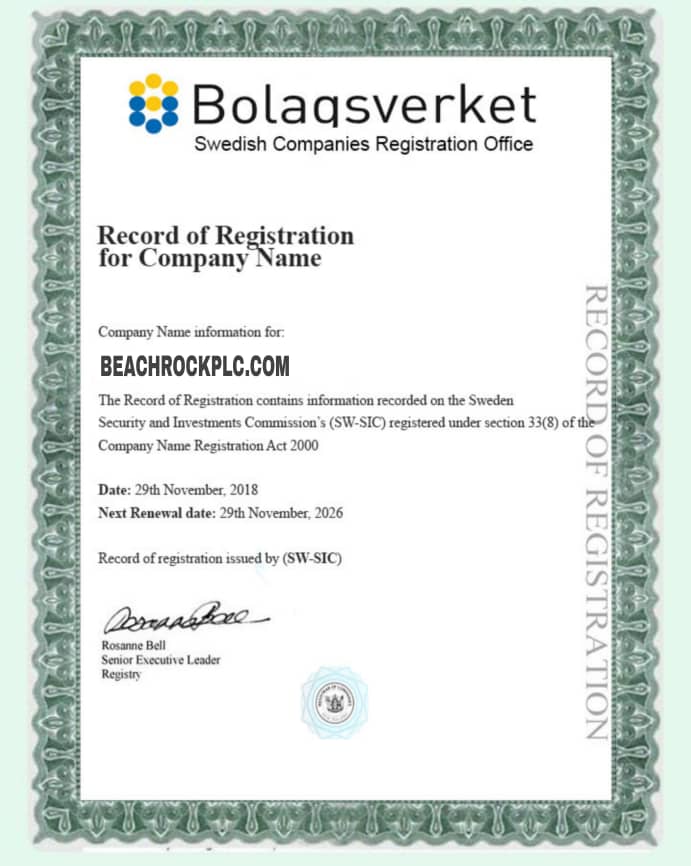 Bolagsverket
Swedish Companies Registration Office
Record of Registration
for Company Name
Company Name information for:
BEACHROCKPLC.COM
The Record of Registration contains information recorded on the Sweden
Security and Investments Commission's (SW-SIC) registered under section 33(8) of the
Company Name Registration Act 2000
Date: 29th November, 2018
Next Renewal date: 29th November, 2026
Record of registration issued by (SW-SIC)
Rosanne Bell
Senior Executive Leader
Registry
RECORD OF REGISTRATION